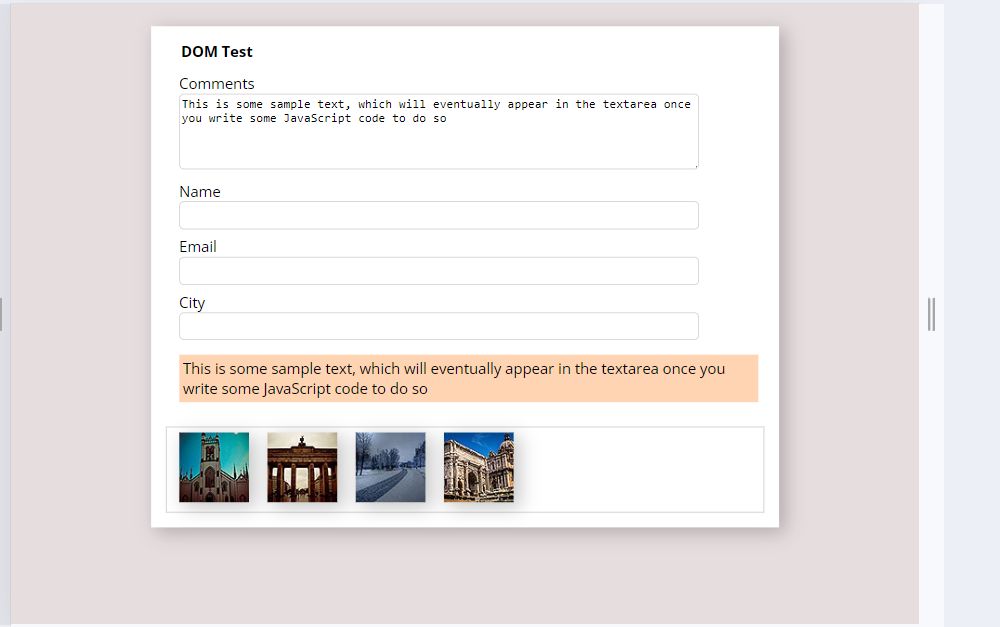 DOM Test
Comments
This is some sample text, which will eventually appear in the textarea once
you write some JavaScript code to do so
Name
Email
City
This is some sample text, which will eventually appear in the textarea once you
write some JavaScript code to do so